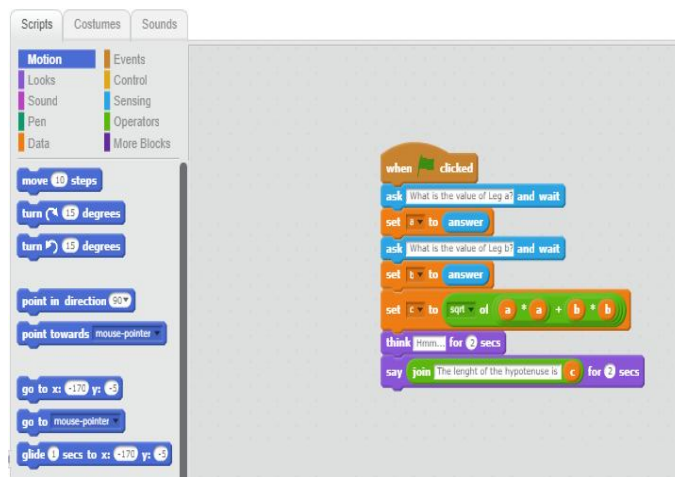 Scripts Costumes Sounds
Motion Events
Looks Control
Sound Sensing
Pen Operators
Data More Blocks
move 10 steps
turn 15 degrees
turn 15 degrees
point in direction 90
point towards mouse-pointer
go to x: -170 y: -5
go to mouse-pointer
glide 1 secs to x: -170 y: -5
when clicked
ask What is the value of Leg a? and wait
set a to answer
ask What is the value of Leg b? and wait
set b to answer
set c to sqrt of a * a + b * b
think Hmm... for 2 secs
say join The lenght of the hypotenuse is c for 2 secs